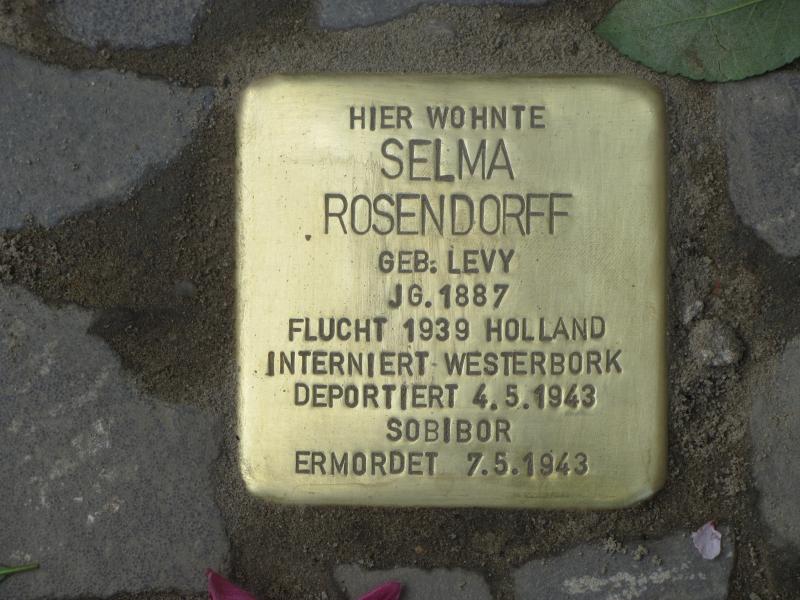 HIER WOHNTE
SELMA
ROSENDORFF
GEB. LEVY
JG. 1887
FLUCHT 1939 HOLLAND
INTERNIERT WESTERBORK
DEPORTIERT 4.5.1943
SOBIBOR
ERMORDET 7.5.1943